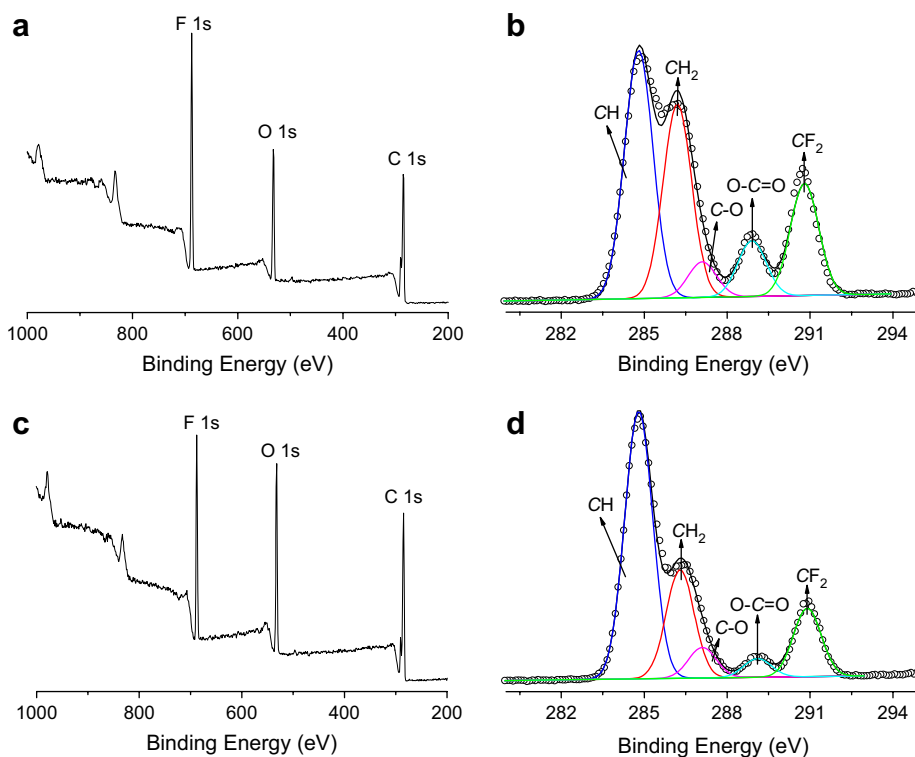 a
F 1s
O 1s
C 1s
1000 800 600 400 200
Binding Energy (eV)
b
CH
CH₂
C-O
O-C=O
CF₂
282 285 288 291 294
Binding Energy (eV)
c
F 1s
O 1s
C 1s
1000 800 600 400 200
Binding Energy (eV)
d
CH
CH₂
C-O
O-C=O
CF₂
282 285 288 291 294
Binding Energy (eV)